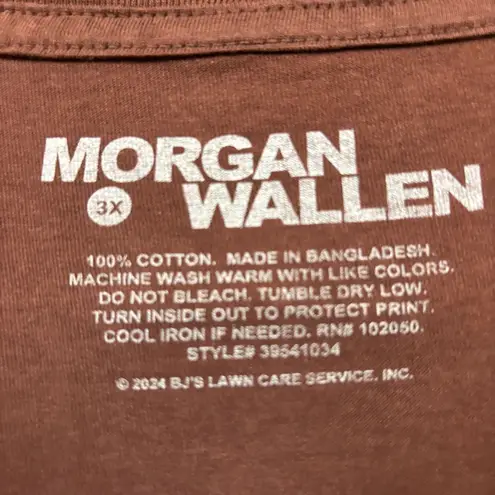 MORGAN
3X WALLEN
100% COTTON. MADE IN BANGLADESH.
MACHINE WASH WARM WITH LIKE COLORS.
DO NOT BLEACH. TUMBLE DRY LOW.
TURN INSIDE OUT TO PROTECT PRINT.
COOL IRON IF NEEDED. RN# 102050.
STYLE# 39541034
© 2024 BJ'S LAWN CARE SERVICE, INC.